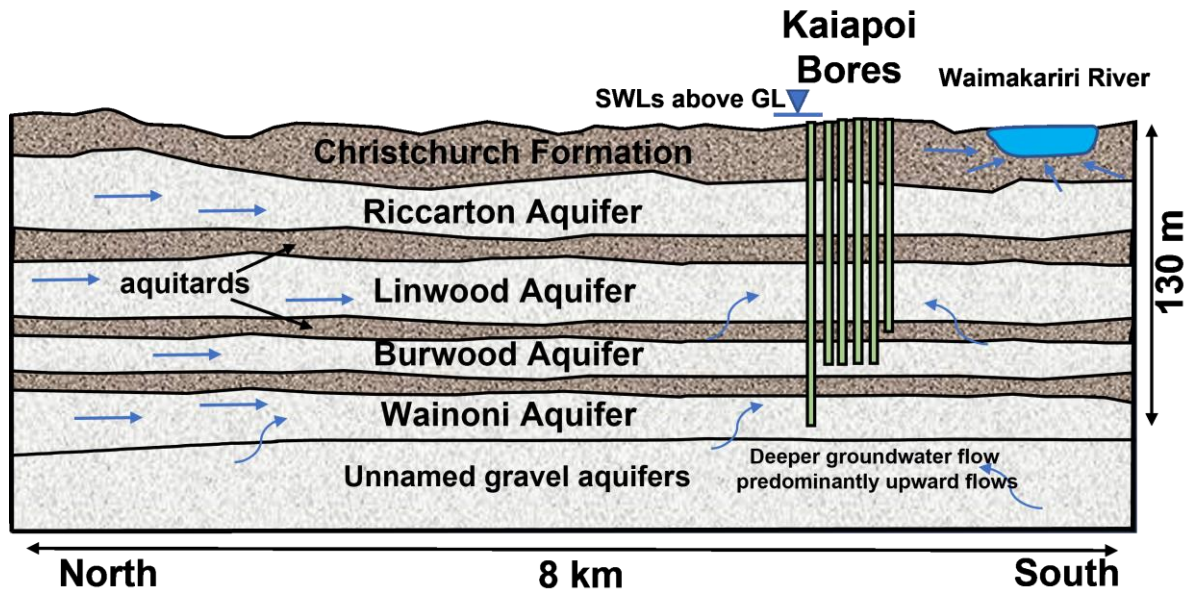 Kaiapoi
Bores
Waimakariri River
SWLs above GL
Christchurch Formation
Riccarton Aquifer
aquitards
Linwood Aquifer
130 m
Burwood Aquifer
Wainoni Aquifer
Deeper groundwater flow
predominantly upward flows
Unnamed gravel aquifers
North
8 km
South